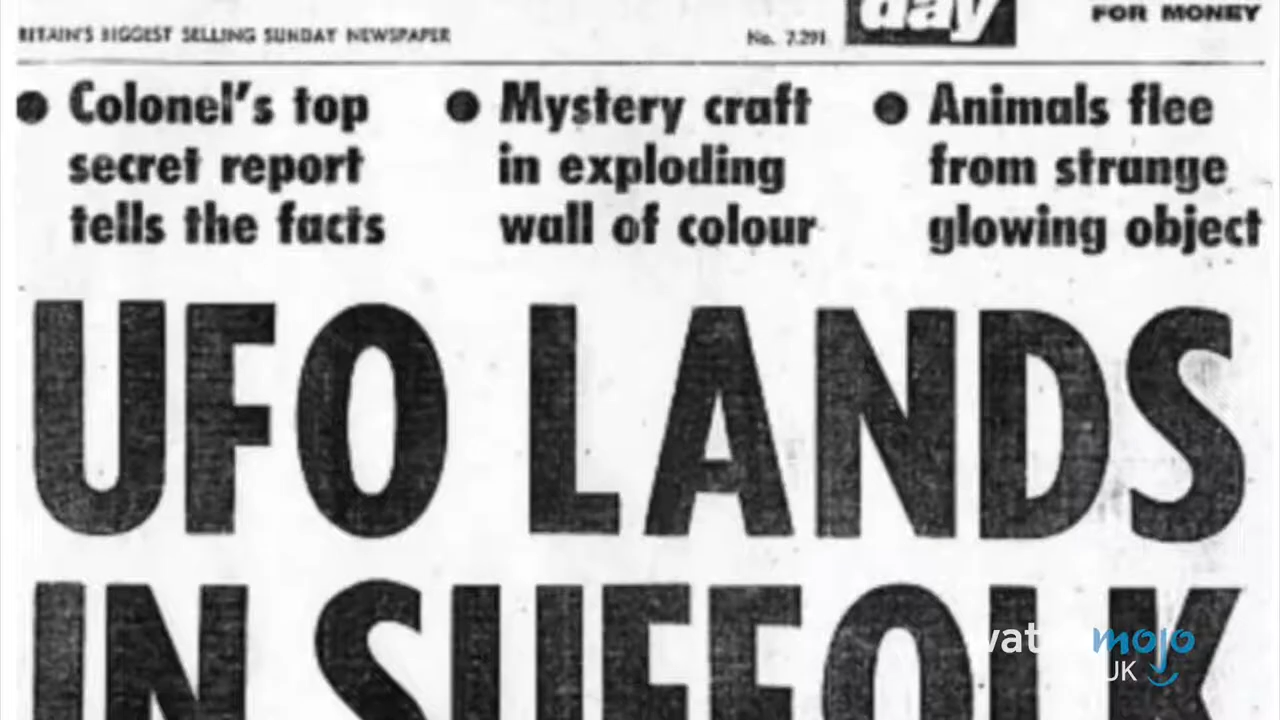 day
FOR MONEY
BRITAIN'S BIGGEST SELLING SUNDAY NEWSPAPER
No. 7,291
● Colonel's top
secret report
tells the facts
● Mystery craft
in exploding
wall of colour
● Animals flee
from strange
glowing object
UFO LANDS
IN SUFFOLK
mojo
UK